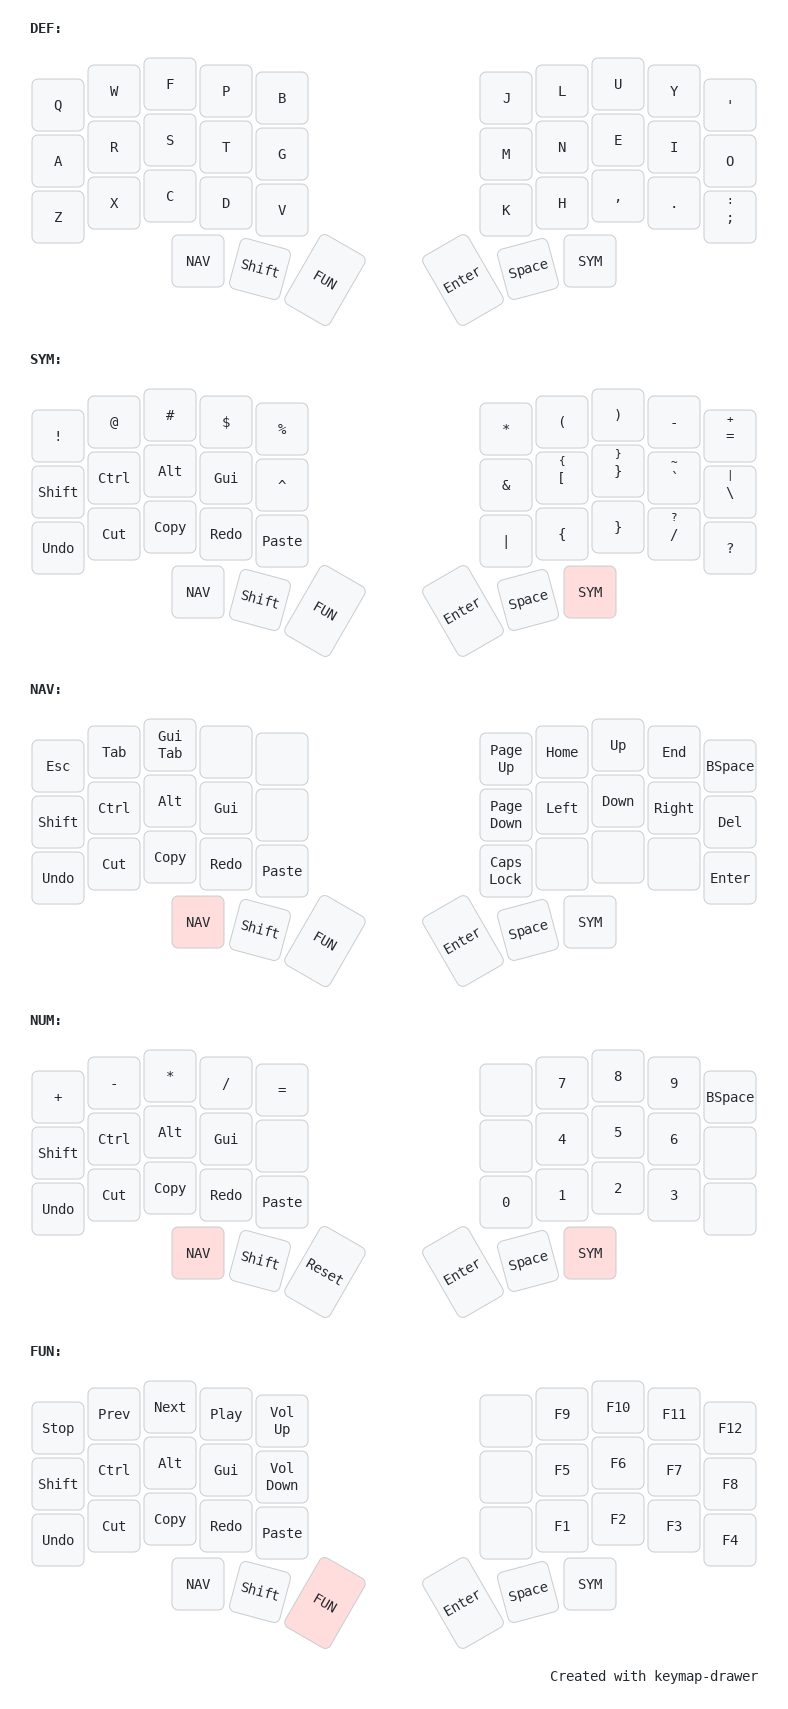 DEF:
Q W F P B J L U Y '
A R S T G M N E I O
Z X C D V K H , . :
;
NAV Shift FUN Enter Space SYM
SYM:
! @ # $ % * ( ) - +
=
Shift Ctrl Alt Gui ^ & { } ~ |
[ } ` \
Undo Cut Copy Redo Paste | { } ? ?
/
NAV Shift FUN Enter Space SYM
NAV:
Esc Tab Gui Page Home Up End BSpace
Tab Up
Shift Ctrl Alt Gui Page Left Down Right Del
Down
Undo Cut Copy Redo Paste Caps Enter
Lock
NAV Shift FUN Enter Space SYM
NUM:
+ - * / = 7 8 9 BSpace
Shift Ctrl Alt Gui 4 5 6
Undo Cut Copy Redo Paste 0 1 2 3
NAV Shift Reset Enter Space SYM
FUN:
Stop Prev Next Play Vol F9 F10 F11 F12
Up
Shift Ctrl Alt Gui Vol F5 F6 F7 F8
Down
Undo Cut Copy Redo Paste F1 F2 F3 F4
NAV Shift FUN Enter Space SYM
Created with keymap-drawer